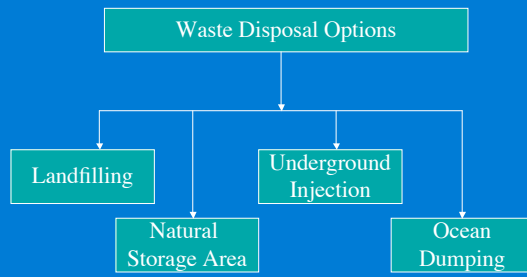 Waste Disposal Options
Landfilling
Underground
Injection
Natural
Storage Area
Ocean
Dumping